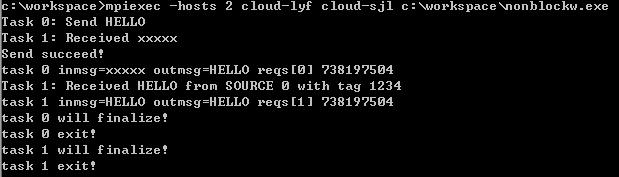 c:\workspace>mpiexec -hosts 2 cloud-lyf cloud-sjl c:\workspace\nonblockw.exe
Task 0: Send HELLO
Task 1: Received xxxxx
Send succeed!
task 0 inmsg=xxxxx outmsg=HELLO reqs[0] 738197504
Task 1: Received HELLO from SOURCE 0 with tag 1234
task 1 inmsg=HELLO outmsg=HELLO reqs[1] 738197504
task 0 will finalize!
task 0 exit!
task 1 will finalize!
task 1 exit!